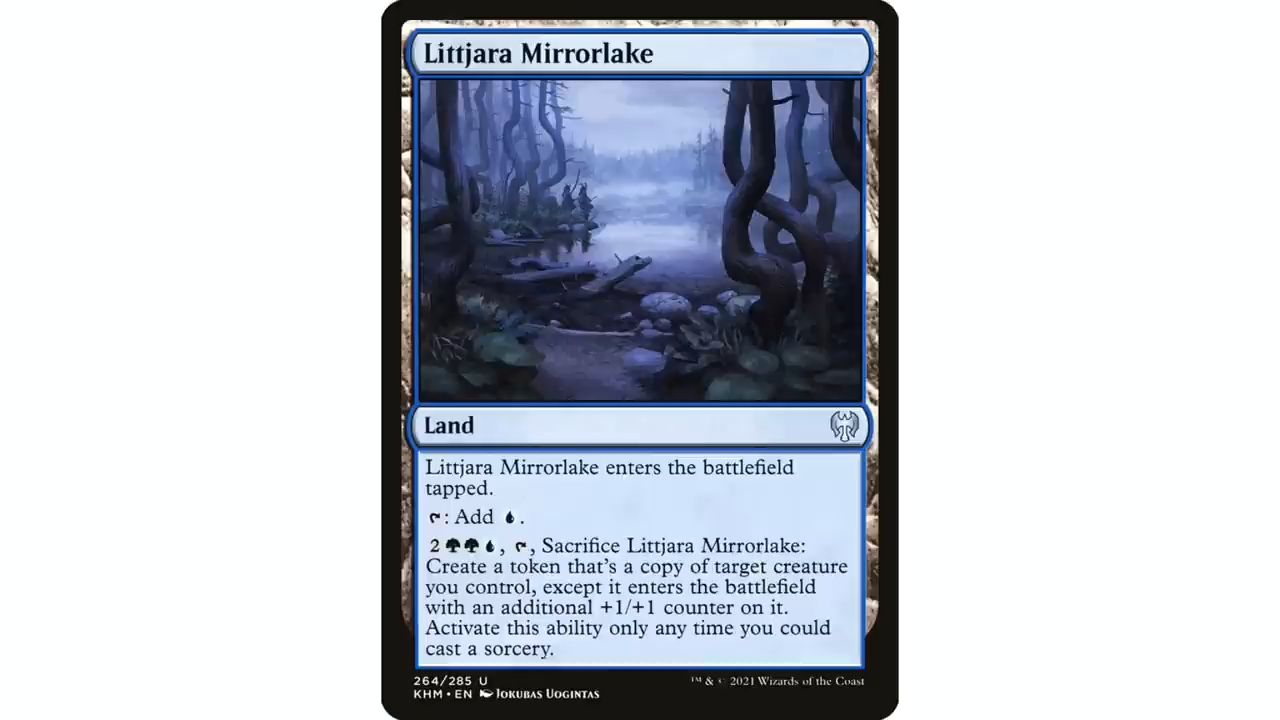 Littjara Mirrorlake
Land
Littjara Mirrorlake enters the battlefield
tapped.
: Add .
2 , , Sacrifice Littjara Mirrorlake:
Create a token that's a copy of target creature
you control, except it enters the battlefield
with an additional +1/+1 counter on it.
Activate this ability only any time you could
cast a sorcery.
264/285 U
KHM • EN Jokubas Uogintas
™ & © 2021 Wizards of the Coast